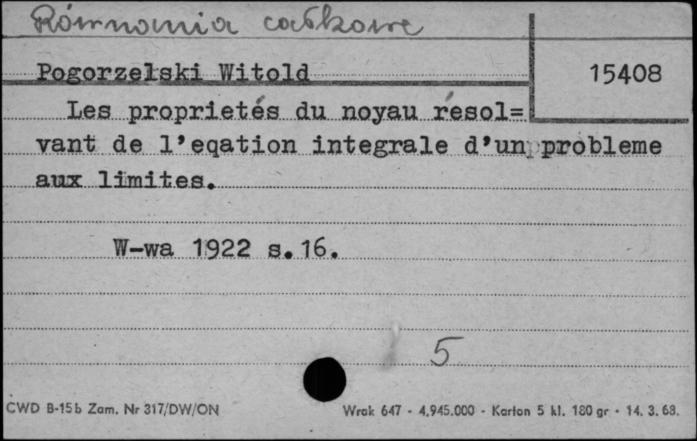 Równania całkowe
Pogorzelski Witold
15408
Les proprietés du noyau résol=
vant de l'eqation integrale d'un probleme
aux limites.
W-wa 1922 s.16.
5
CWD B-15b Zam. Nr 317/DW/ON
Wrak 647 - 4.945.000 - Karton 5 kl. 180 gr - 14. 3. 68.